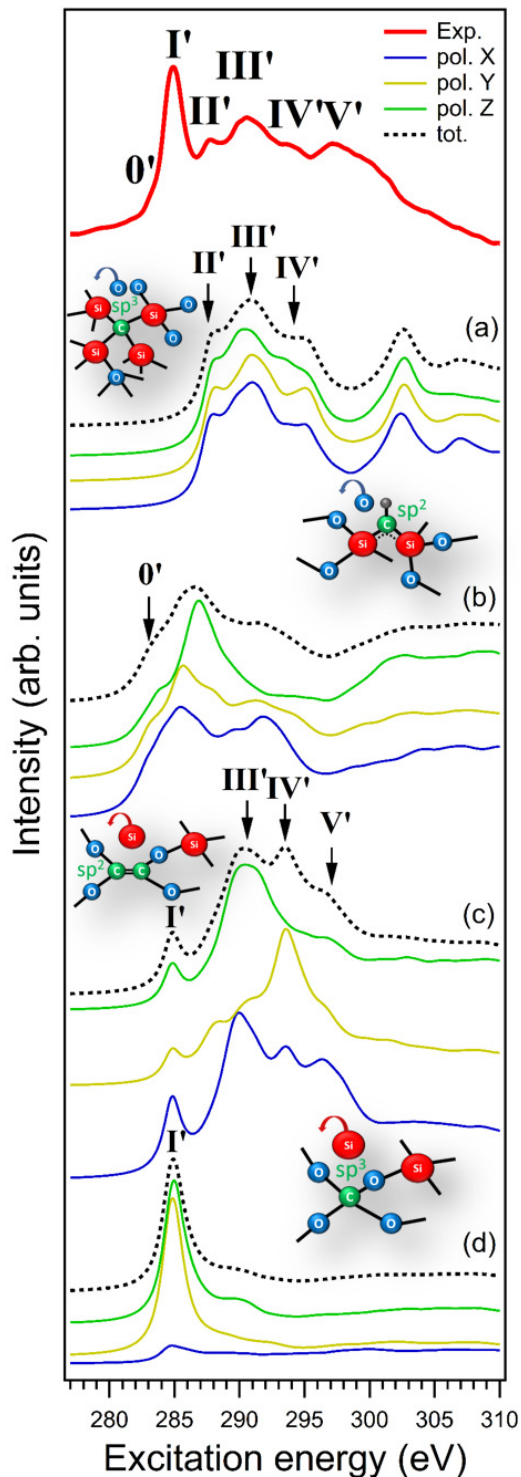 I'
Exp.
pol. X
pol. Y
pol. Z
tot.
III'
II'
IV' V'
0'
III'
II'
IV'
O O
Si sp³ Si O
C
O
Si Si
O
(a)
O
sp²
C
O Si Si O
O O
(b)
0'
III' IV'
V'
Si
O O Si
sp² C C
O O
I'
(c)
I'
Si
sp³
O O Si
C
O O
(d)
Intensity (arb. units)
280 285 290 295 300 305 310
Excitation energy (eV)